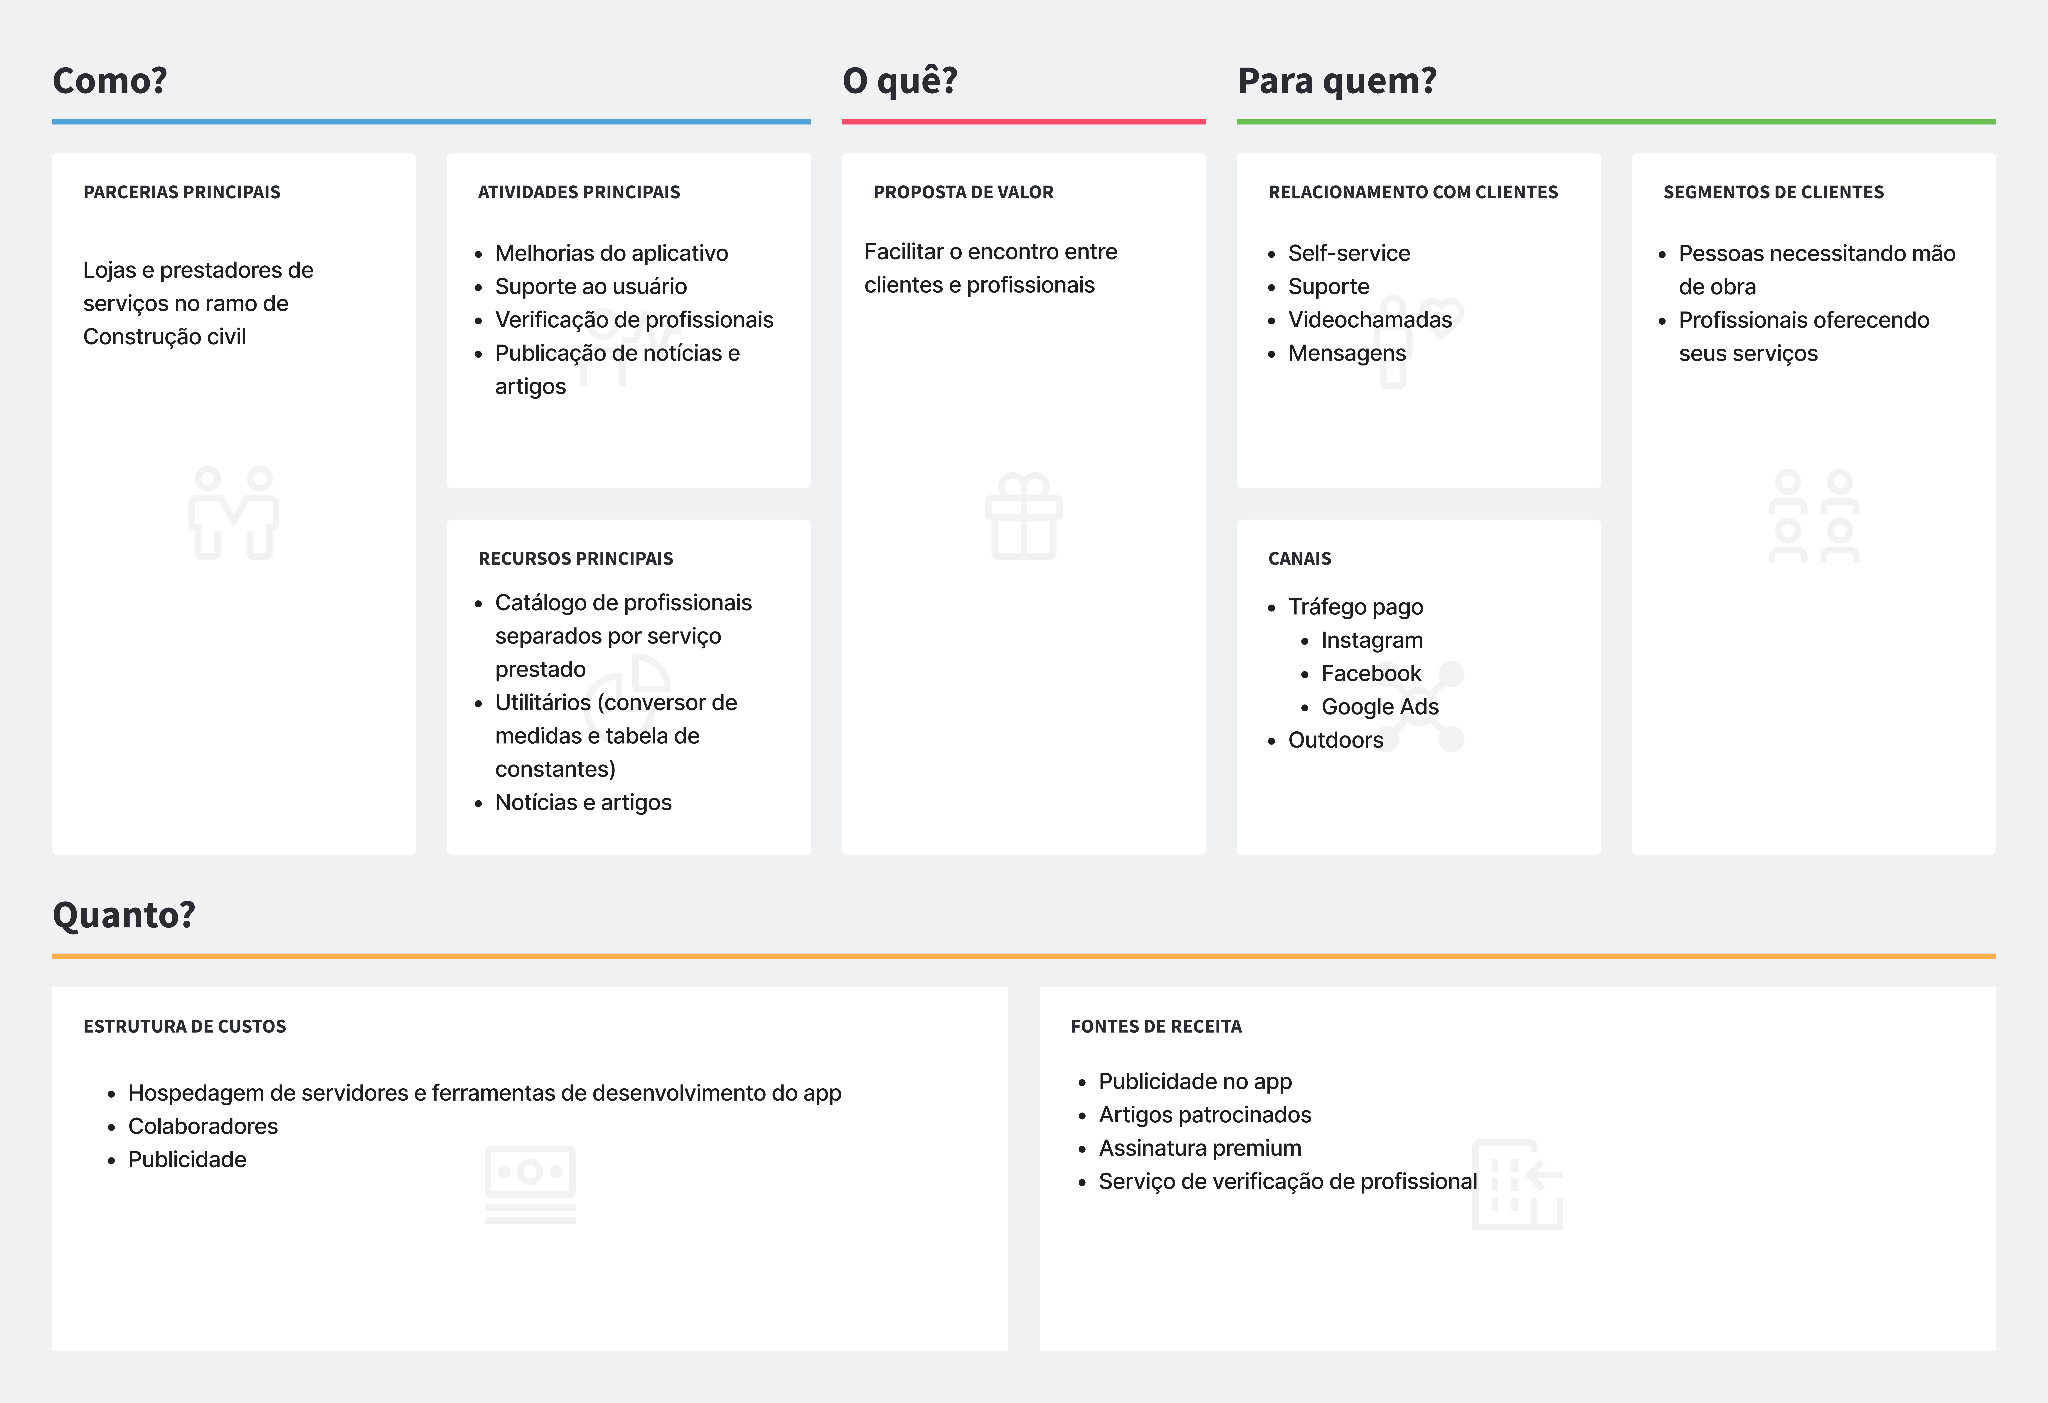 Como?
O quê?
Para quem?
PARCERIAS PRINCIPAIS
Lojas e prestadores de
serviços no ramo de
Construção civil
ATIVIDADES PRINCIPAIS
• Melhorias do aplicativo
• Suporte ao usuário
• Verificação de profissionais
• Publicação de notícias e
artigos
RECURSOS PRINCIPAIS
• Catálogo de profissionais
separados por serviço
prestado
• Utilitários (conversor de
medidas e tabela de
constantes)
• Notícias e artigos
PROPOSTA DE VALOR
Facilitar o encontro entre
clientes e profissionais
RELACIONAMENTO COM CLIENTES
• Self-service
• Suporte
• Videochamadas
• Mensagens
CANAIS
• Tráfego pago
• Instagram
• Facebook
• Google Ads
• Outdoors
SEGMENTOS DE CLIENTES
• Pessoas necessitando mão
de obra
• Profissionais oferecendo
seus serviços
Quanto?
ESTRUTURA DE CUSTOS
• Hospedagem de servidores e ferramentas de desenvolvimento do app
• Colaboradores
• Publicidade
FONTES DE RECEITA
• Publicidade no app
• Artigos patrocinados
• Assinatura premium
• Serviço de verificação de profissional